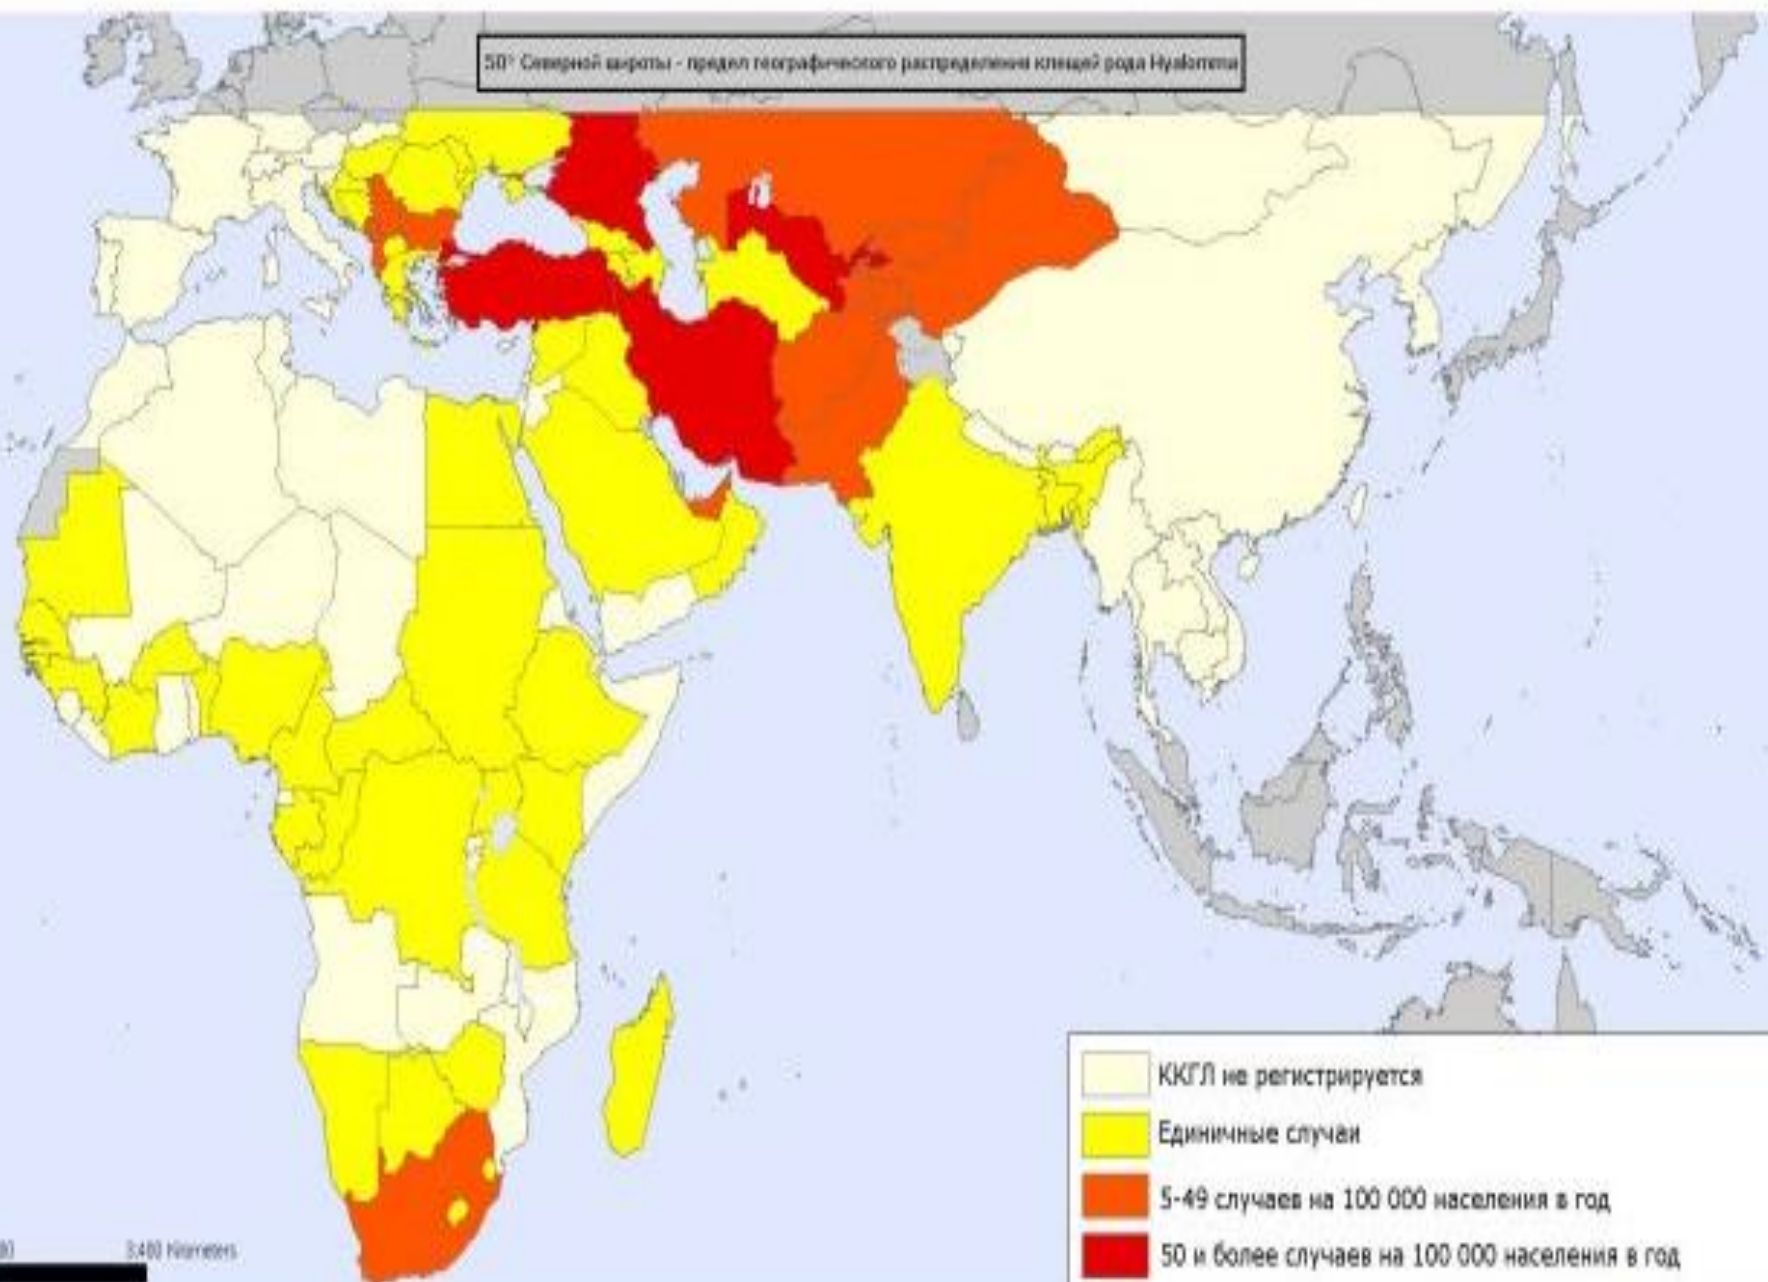 50° Северной широты - предел географического распределения клещей рода Hyalomma
ККГЛ не регистрируется
Единичные случаи
5-49 случаев на 100 000 населения в год
50 и более случаев на 100 000 населения в год
Kilometers